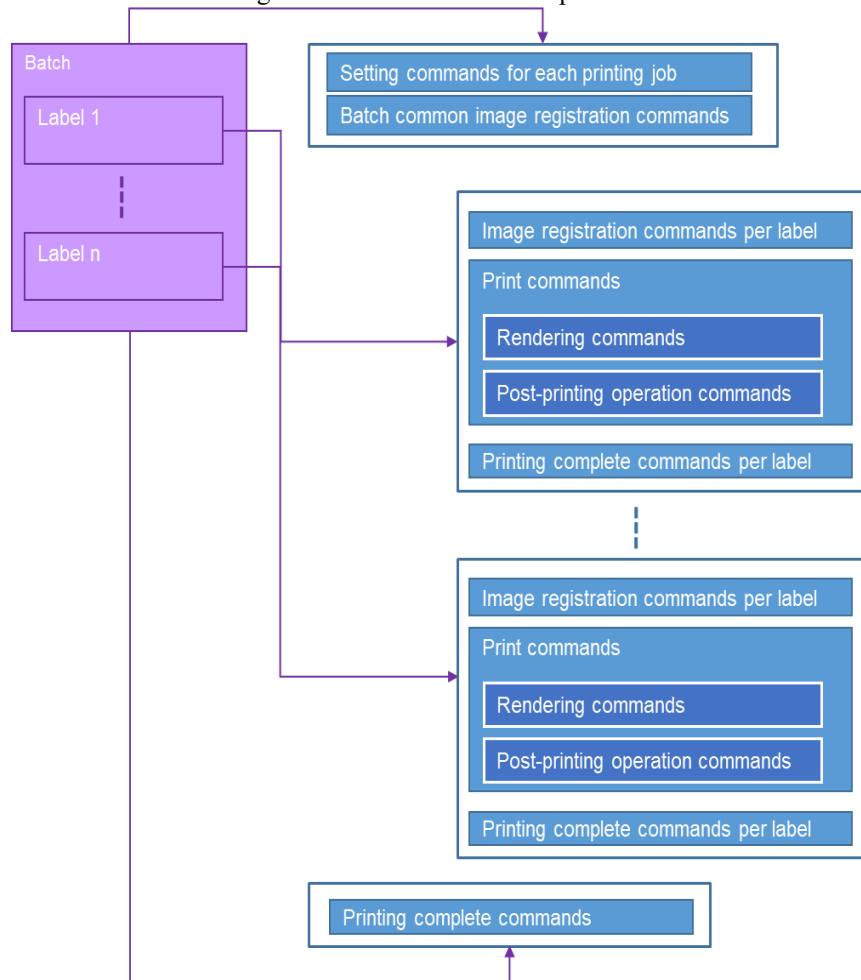 Batch
Label 1
Label n
Setting commands for each printing job
Batch common image registration commands
Image registration commands per label
Print commands
Rendering commands
Post-printing operation commands
Printing complete commands per label
Image registration commands per label
Print commands
Rendering commands
Post-printing operation commands
Printing complete commands per label
Printing complete commands